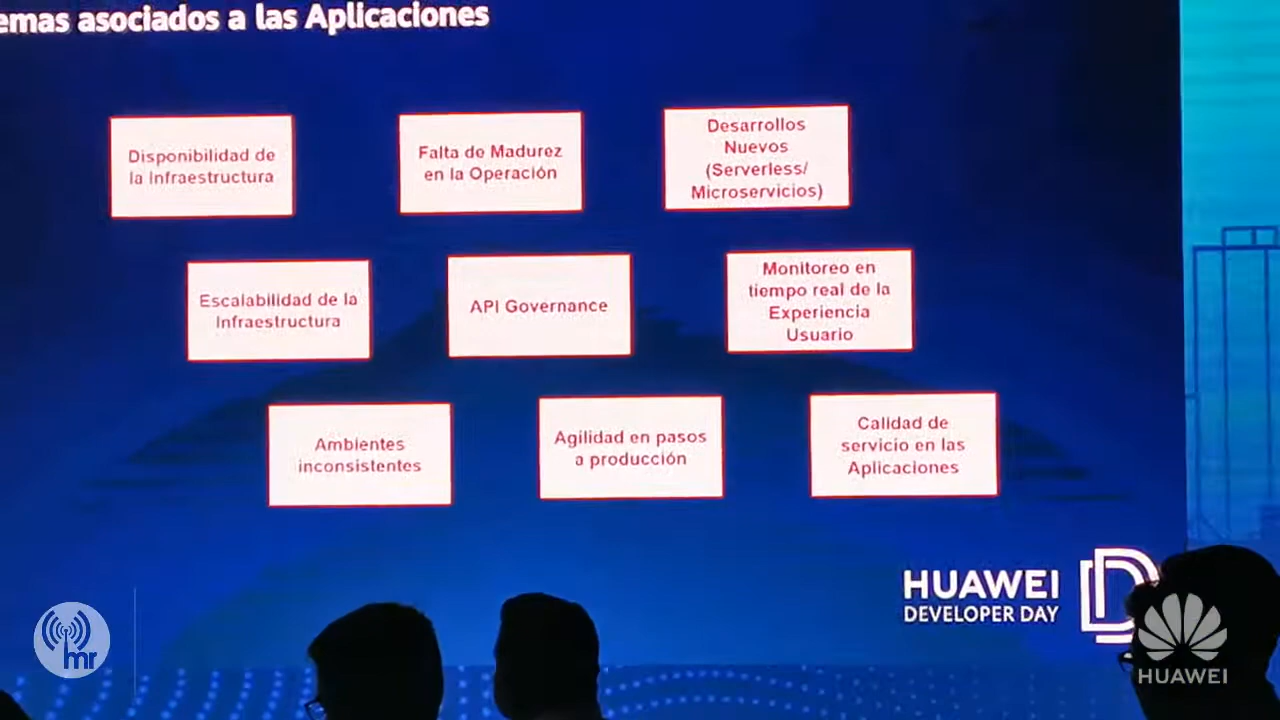 emas asociados a las Aplicaciones
Disponibilidad de
la Infraestructura
Falta de Madurez
en la Operación
Desarrollos
Nuevos
(Serverless/
Microservicios)
Escalabilidad de la
Infraestructura
API Governance
Monitoreo en
tiempo real de la
Experiencia
Usuario
Ambientes
inconsistentes
Agilidad en pasos
a producción
Calidad de
servicio en las
Aplicaciones
HUAWEI
DEVELOPER DAY
mr
HUAWEI